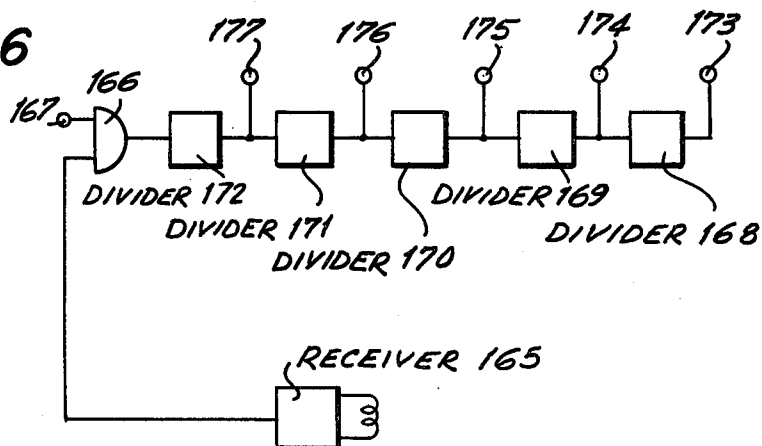 6
177
176
175
174
173
166
167
DIVIDER 172
DIVIDER 171
DIVIDER 170
DIVIDER 169
DIVIDER 168
RECEIVER 165